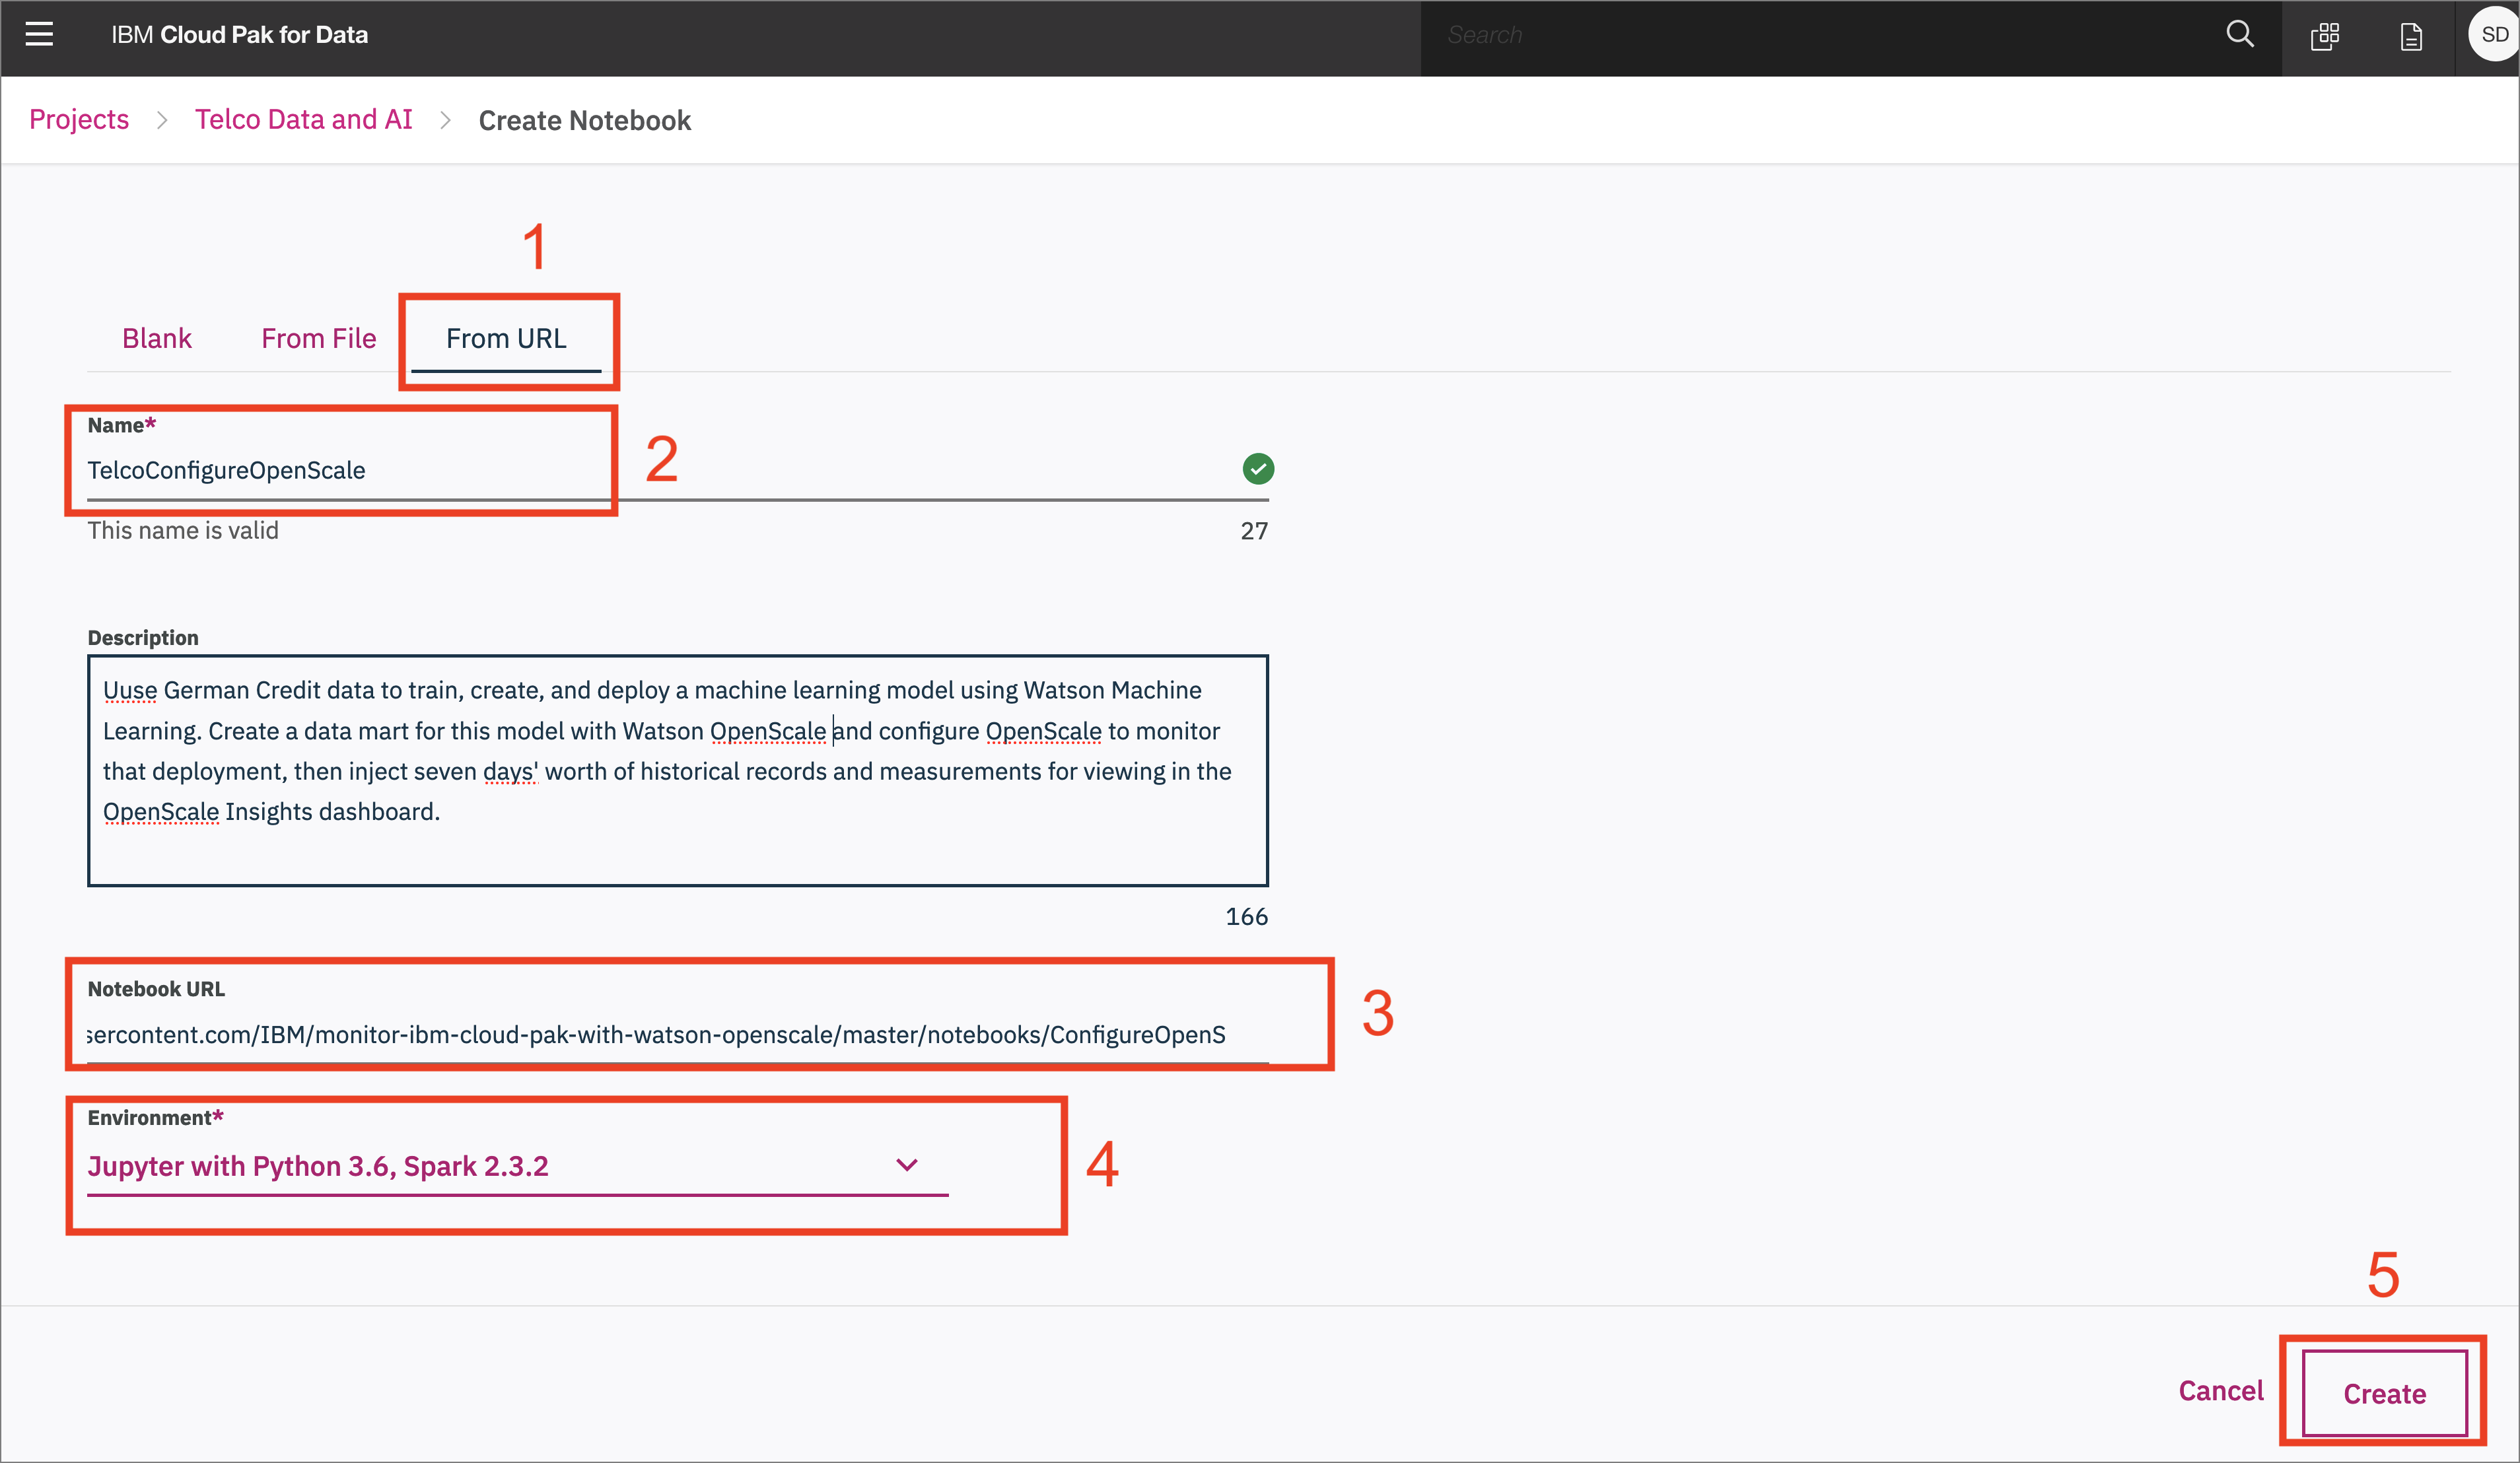 IBM Cloud Pak for Data
Search
SD
Projects > Telco Data and AI > Create Notebook
1
Blank From File From URL
Name*
TelcoConfigureOpenScale
2
This name is valid 27
Description
Uuse German Credit data to train, create, and deploy a machine learning model using Watson Machine
Learning. Create a data mart for this model with Watson OpenScale and configure OpenScale to monitor
that deployment, then inject seven days' worth of historical records and measurements for viewing in the
OpenScale Insights dashboard.
166
Notebook URL
sercontent.com/IBM/monitor-ibm-cloud-pak-with-watson-openscale/master/notebooks/ConfigureOpenS
3
Environment*
Jupyter with Python 3.6, Spark 2.3.2
4
5
Cancel Create